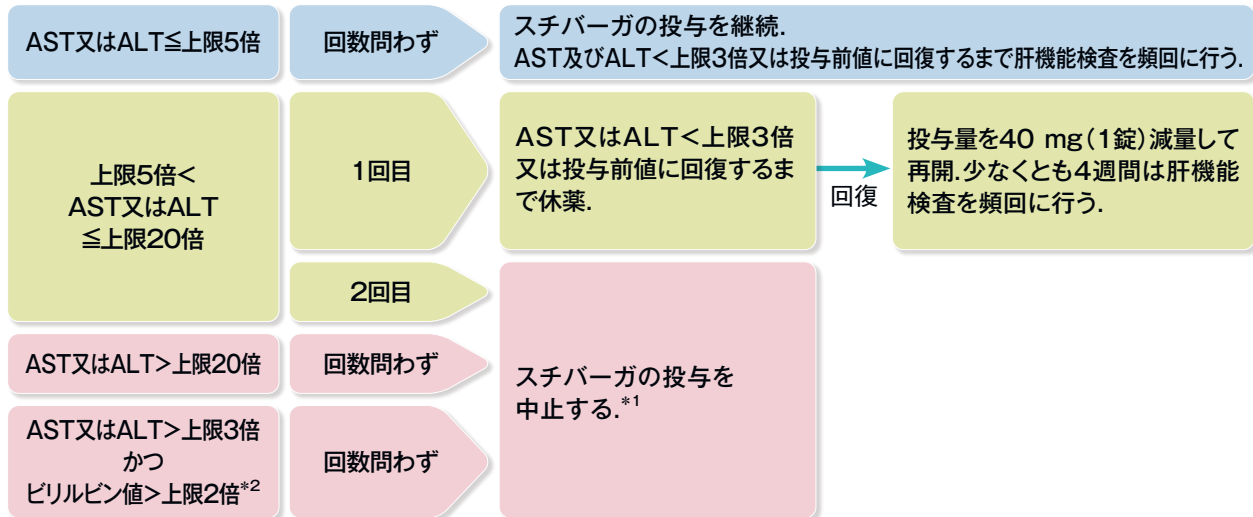 AST又はALT≦上限5倍
回数問わず
スチバーガの投与を継続.
AST及びALT＜上限3倍又は投与前値に回復するまで肝機能検査を頻回に行う.
上限5倍＜
AST又はALT
≦上限20倍
1回目
AST又はALT＜上限3倍
又は投与前値に回復するま
で休薬.
回復
投与量を40 mg（1錠）減量して
再開.少なくとも4週間は肝機能
検査を頻回に行う.
2回目
AST又はALT＞上限20倍
回数問わず
スチバーガの投与を
中止する.*1
AST又はALT＞上限3倍
かつ
ビリルビン値＞上限2倍*2
回数問わず